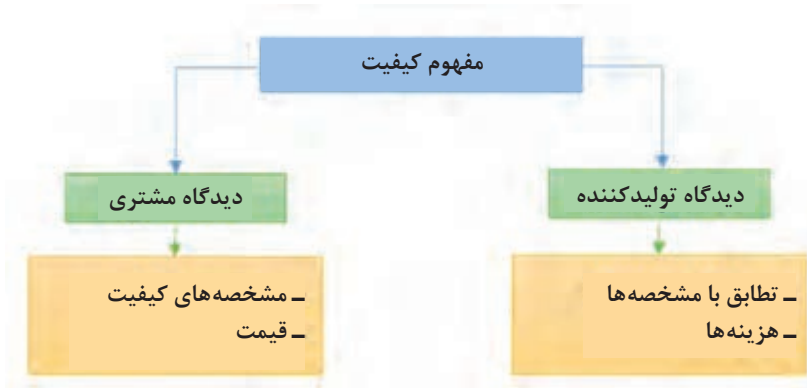 مفهوم کیفیت
دیدگاه تولیدکننده
ـ تطابق با مشخصه‌ها
ـ هزینه‌ها
دیدگاه مشتری
ـ مشخصه‌های کیفیت
ـ قیمت